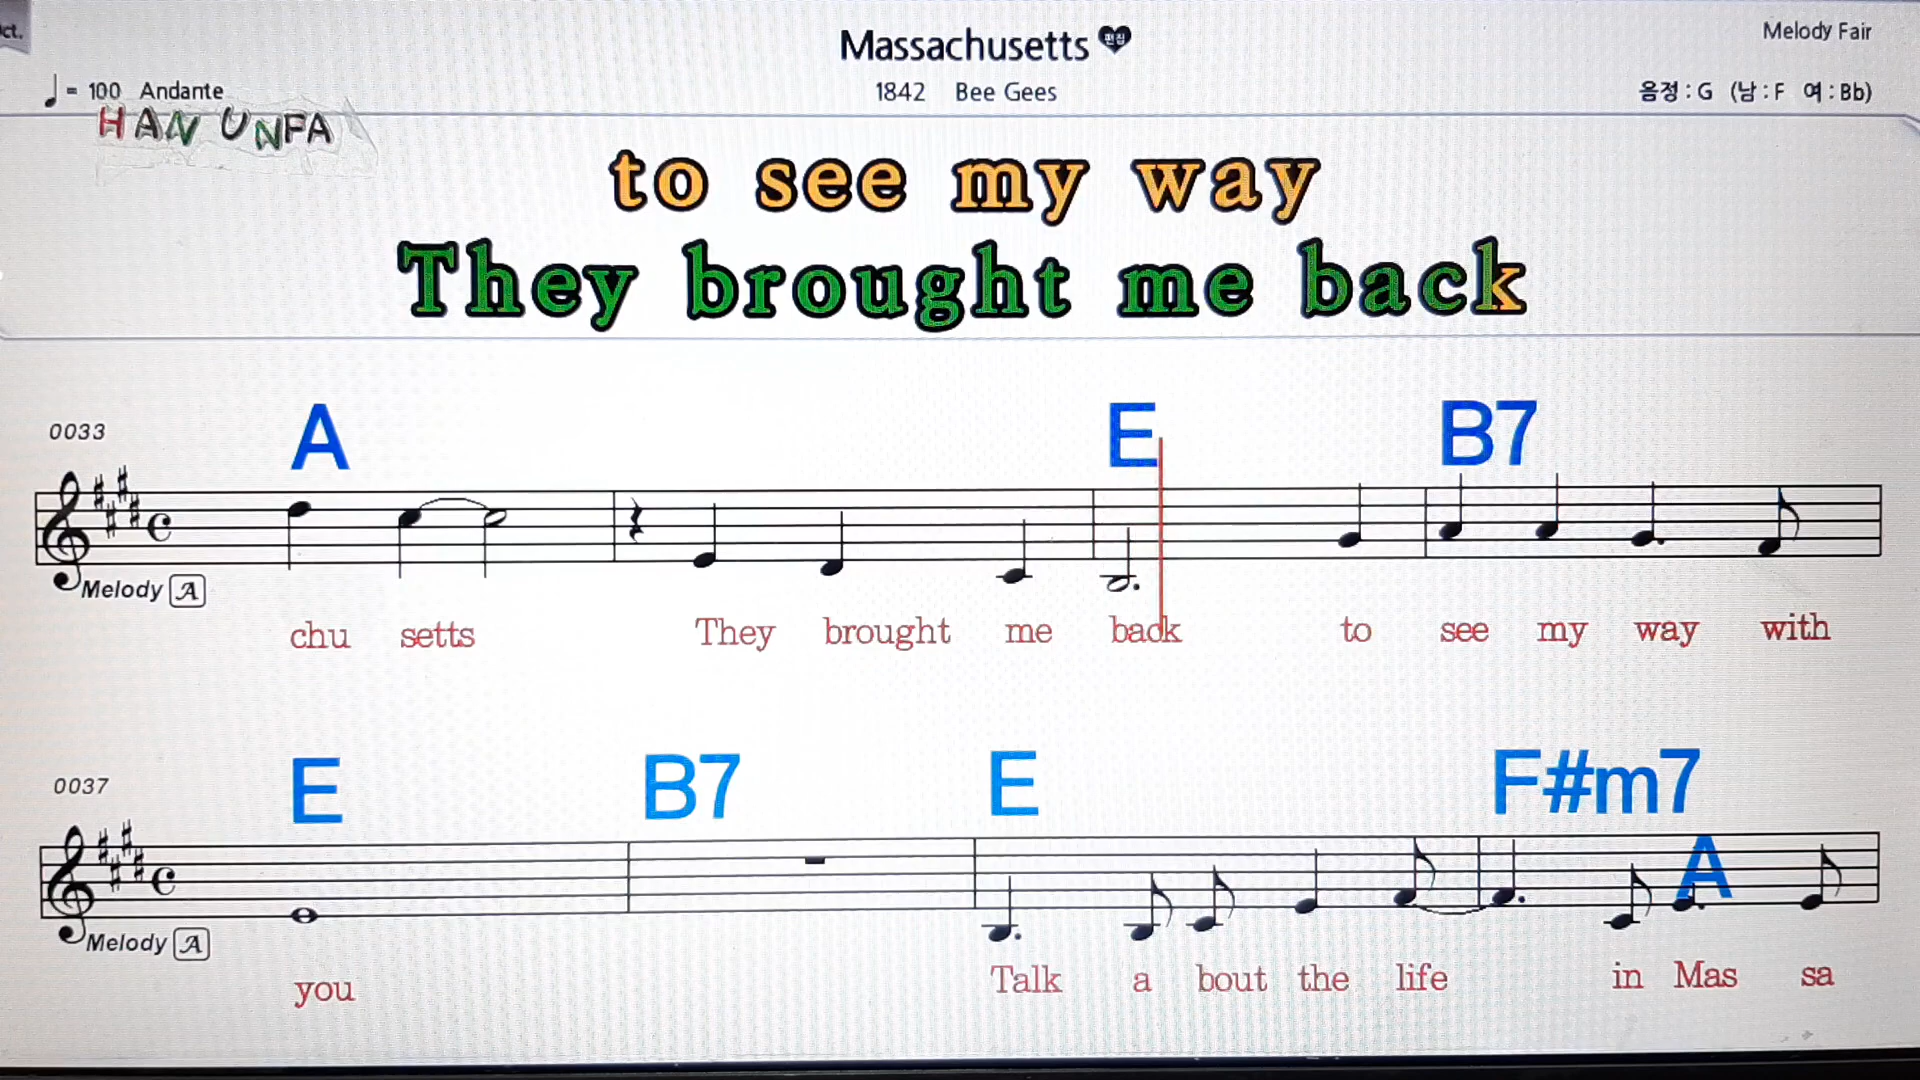 ct.
Massachusetts 편집
Melody Fair
♩ = 100 Andante
1842 Bee Gees
음정 : G (남 : F 여 : Bb)
HAN UNFA
to see my way
They brought me back
0033
A E B7
Melody A
chu setts They brought me back to see my way with
0037
E B7 E F#m7
A
Melody A
you Talk a bout the life in Mas sa